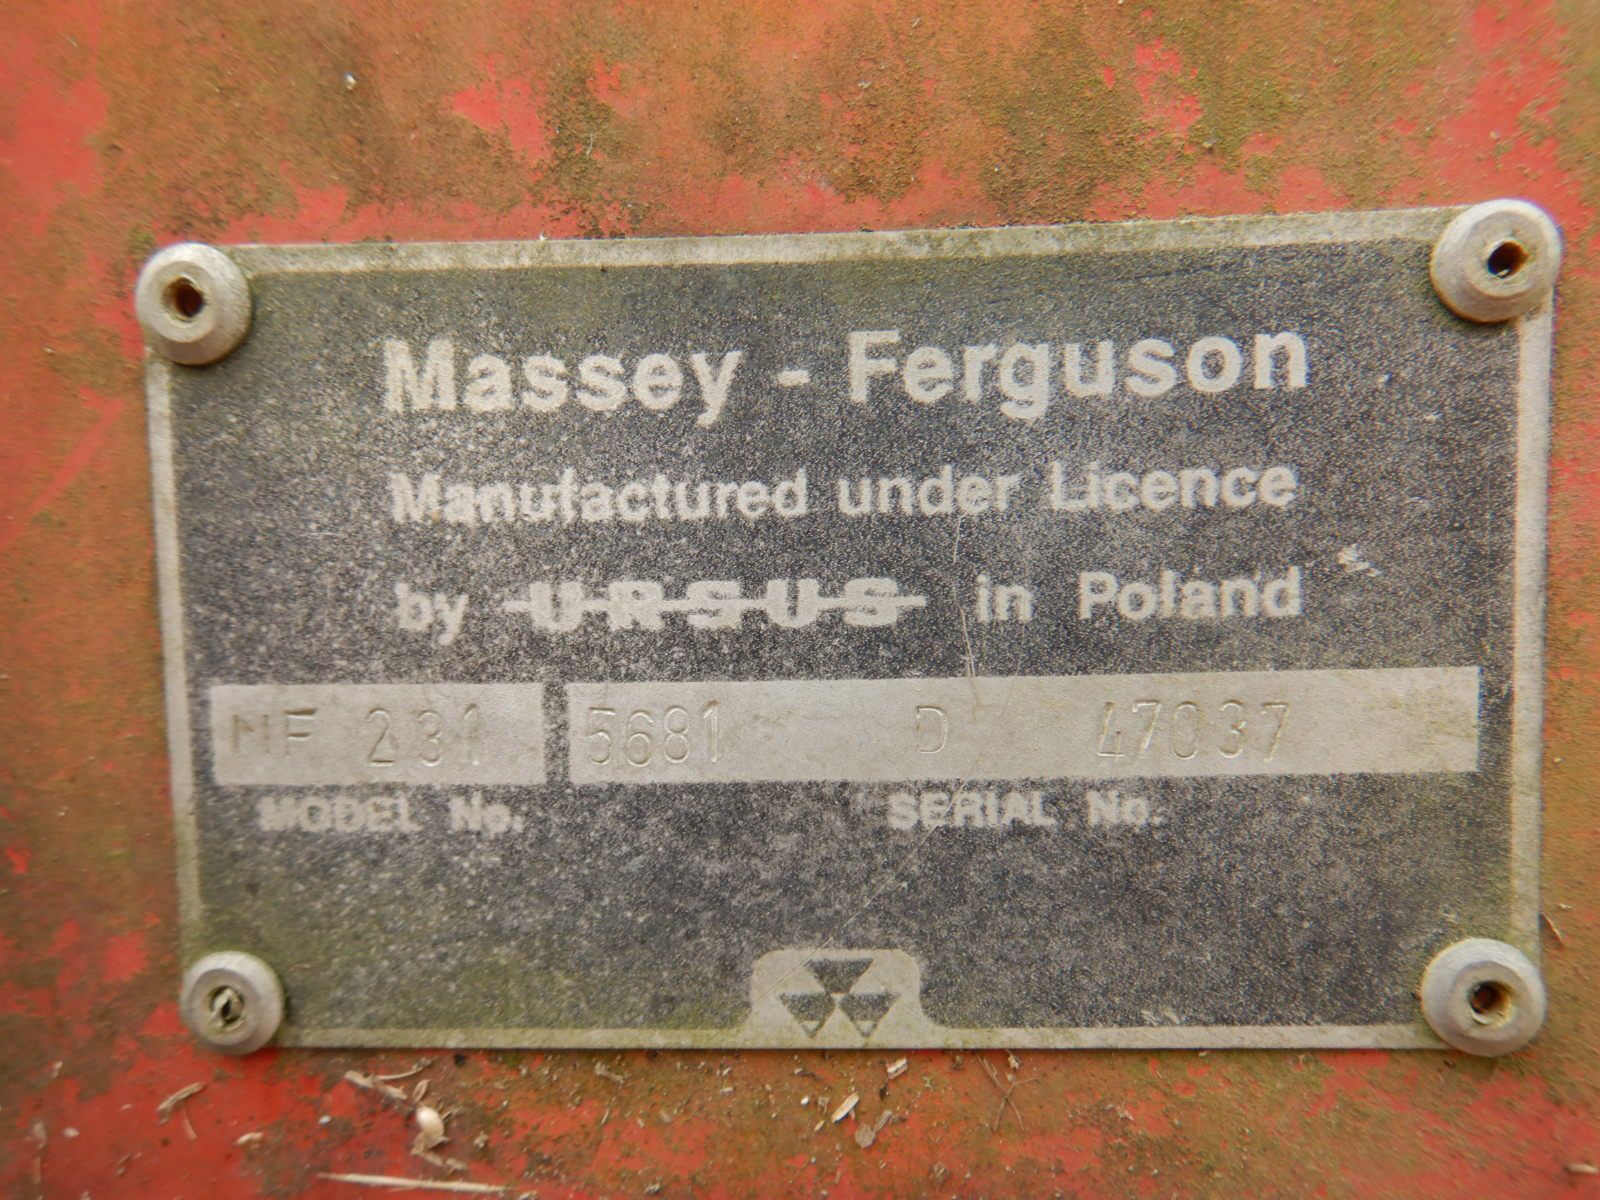 Massey - Ferguson
Manufactured under Licence
by URSUS in Poland
MF 231 5681 D 47037
MODEL No. SERIAL No.